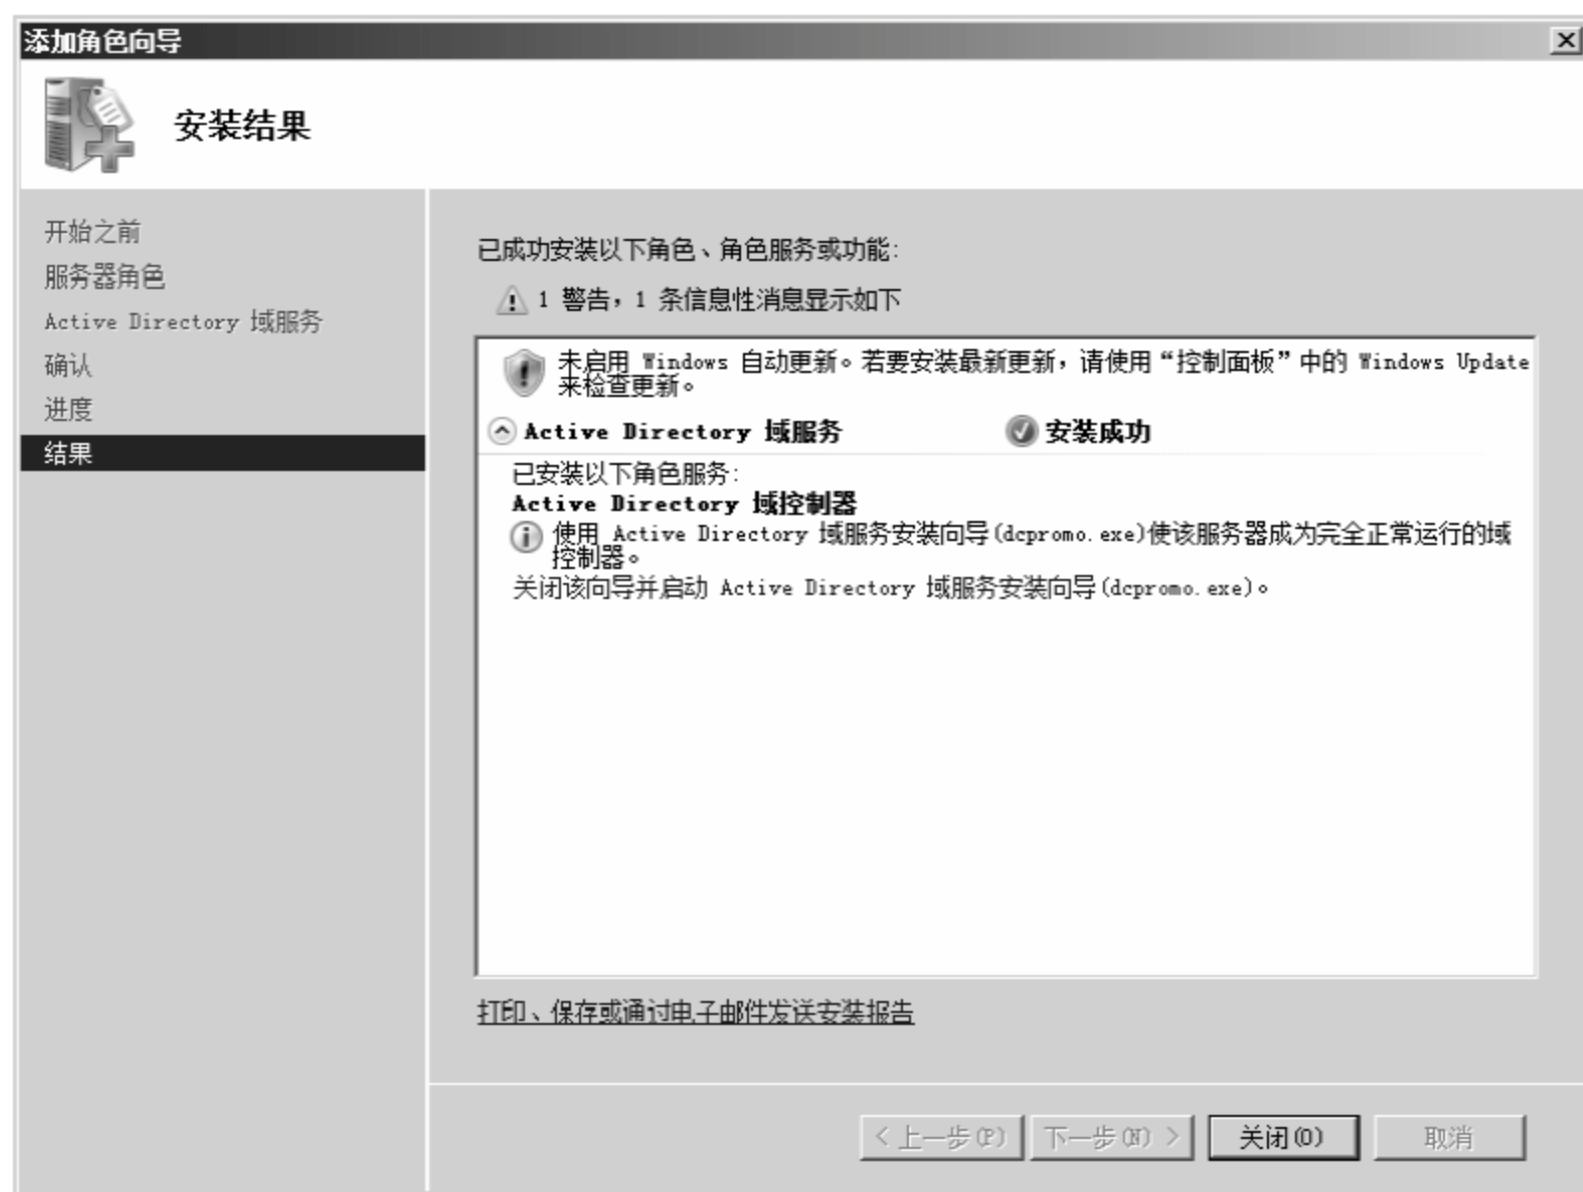 添加角色向导
安装结果
开始之前
服务器角色
Active Directory 域服务
确认
进度
结果
已成功安装以下角色、角色服务或功能:
1 警告，1 条信息性消息显示如下
未启用 Windows 自动更新。若要安装最新更新，请使用“控制面板”中的 Windows Update
来检查更新。
Active Directory 域服务 安装成功
已安装以下角色服务:
Active Directory 域控制器
使用 Active Directory 域服务安装向导(dcpromo.exe)使该服务器成为完全正常运行的域
控制器。
关闭该向导并启动 Active Directory 域服务安装向导(dcpromo.exe)。
打印、保存或通过电子邮件发送安装报告
< 上一步(P) 下一步(N) > 关闭(O) 取消